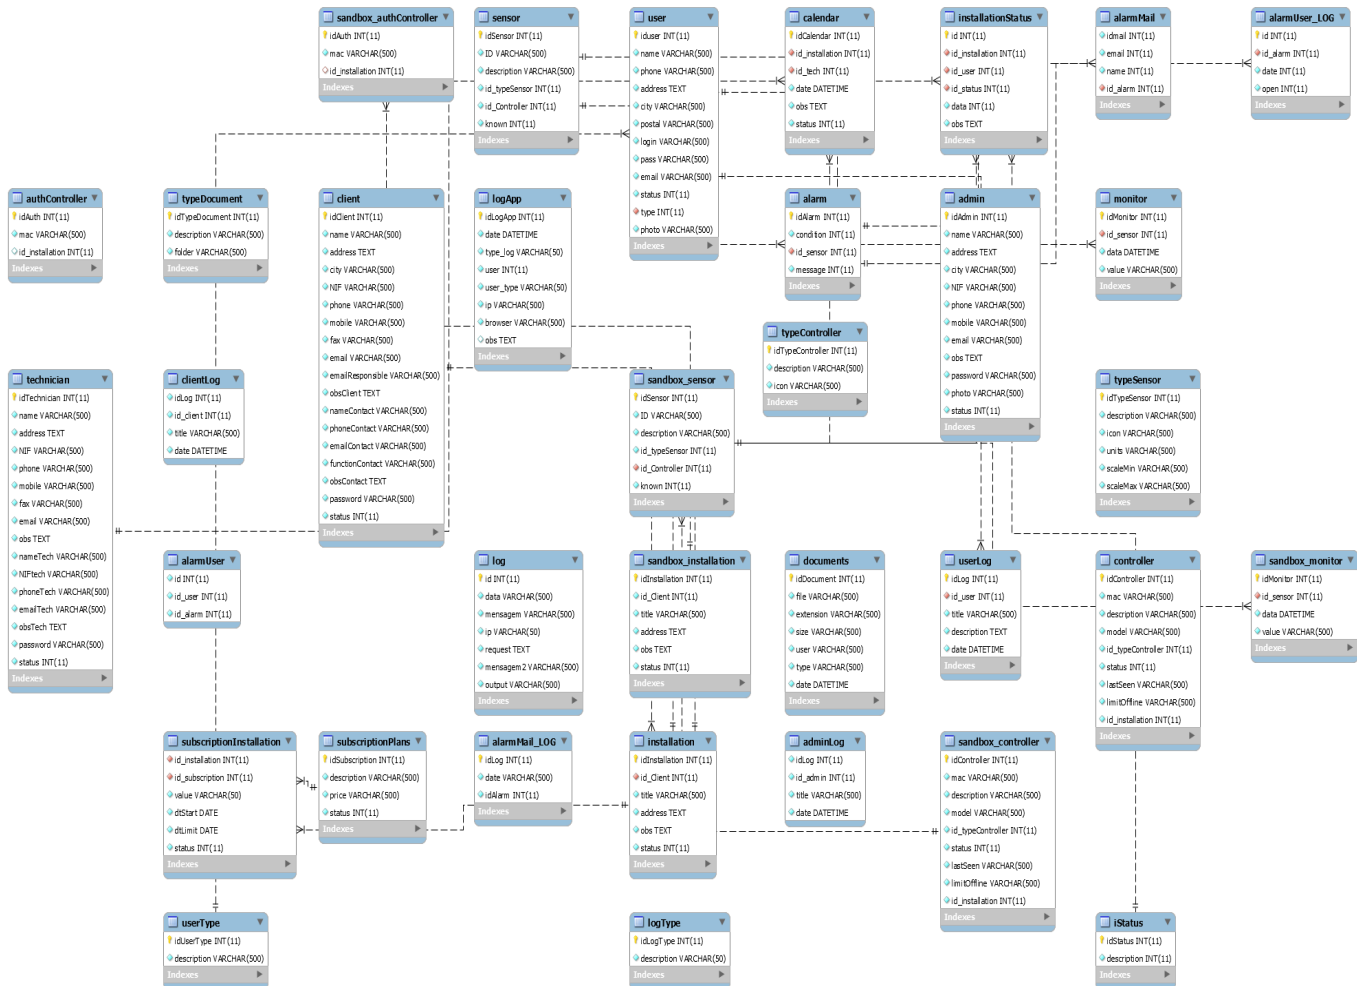 sandbox_authController
idAuth INT(11)
mac VARCHAR(500)
id_installation INT(11)
Indexes
sensor
idSensor INT(11)
ID VARCHAR(500)
description VARCHAR(500)
id_typeSensor INT(11)
id_Controller INT(11)
known INT(11)
Indexes
user
iduser INT(11)
name VARCHAR(500)
phone VARCHAR(500)
address TEXT
city VARCHAR(500)
postal VARCHAR(500)
login VARCHAR(500)
pass VARCHAR(500)
email VARCHAR(500)
status INT(11)
type INT(11)
photo VARCHAR(500)
Indexes
calendar
idCalendar INT(11)
id_installation INT(11)
id_tech INT(11)
date DATETIME
obs TEXT
status INT(11)
Indexes
installationStatus
id INT(11)
id_installation INT(11)
id_user INT(11)
id_status INT(11)
data INT(11)
obs TEXT
Indexes
alarmMail
idmail INT(11)
email INT(11)
name INT(11)
id_alarm INT(11)
Indexes
alarmUser_LOG
id INT(11)
id_alarm INT(11)
date INT(11)
open INT(11)
Indexes
authController
idAuth INT(11)
mac VARCHAR(500)
id_installation INT(11)
Indexes
typeDocument
idTypeDocument INT(11)
description VARCHAR(500)
folder VARCHAR(500)
Indexes
client
idClient INT(11)
name VARCHAR(500)
address TEXT
city VARCHAR(500)
NIF VARCHAR(500)
phone VARCHAR(500)
mobile VARCHAR(500)
fax VARCHAR(500)
email VARCHAR(500)
emailResponsible VARCHAR(500)
obsClient TEXT
nameContact VARCHAR(500)
phoneContact VARCHAR(500)
emailContact VARCHAR(500)
functionContact VARCHAR(500)
obsContact TEXT
password VARCHAR(500)
status INT(11)
Indexes
logApp
idLogApp INT(11)
date DATETIME
type_log VARCHAR(50)
user INT(11)
user_type VARCHAR(50)
ip VARCHAR(500)
browser VARCHAR(500)
obs TEXT
Indexes
alarm
idAlarm INT(11)
condition INT(11)
id_sensor INT(11)
message INT(11)
Indexes
admin
idAdmin INT(11)
name VARCHAR(500)
address TEXT
city VARCHAR(500)
NIF VARCHAR(500)
phone VARCHAR(500)
mobile VARCHAR(500)
email VARCHAR(500)
obs TEXT
password VARCHAR(500)
photo VARCHAR(500)
status INT(11)
Indexes
monitor
idMonitor INT(11)
id_sensor INT(11)
data DATETIME
value VARCHAR(500)
Indexes
typeController
idTypeController INT(11)
description VARCHAR(500)
icon VARCHAR(500)
Indexes
technician
idTechnician INT(11)
name VARCHAR(500)
address TEXT
NIF VARCHAR(500)
phone VARCHAR(500)
mobile VARCHAR(500)
fax VARCHAR(500)
email VARCHAR(500)
obs TEXT
nameTech VARCHAR(500)
NIFtech VARCHAR(500)
phoneTech VARCHAR(500)
emailTech VARCHAR(500)
obsTech TEXT
password VARCHAR(500)
status INT(11)
Indexes
clientLog
idLog INT(11)
id_client INT(11)
title VARCHAR(500)
date DATETIME
sandbox_sensor
idSensor INT(11)
ID VARCHAR(500)
description VARCHAR(500)
id_typeSensor INT(11)
id_Controller INT(11)
known INT(11)
Indexes
typeSensor
idTypeSensor INT(11)
description VARCHAR(500)
icon VARCHAR(500)
units VARCHAR(500)
scaleMin VARCHAR(500)
scaleMax VARCHAR(500)
Indexes
alarmUser
id INT(11)
id_user INT(11)
id_alarm INT(11)
log
id INT(11)
data VARCHAR(500)
mensagem VARCHAR(500)
ip VARCHAR(50)
request TEXT
mensagem2 VARCHAR(500)
output VARCHAR(500)
Indexes
sandbox_installation
idInstallation INT(11)
id_Client INT(11)
title VARCHAR(500)
address TEXT
obs TEXT
status INT(11)
Indexes
documents
idDocument INT(11)
file VARCHAR(500)
extension VARCHAR(500)
size VARCHAR(500)
user VARCHAR(500)
type VARCHAR(500)
date DATETIME
Indexes
userLog
idLog INT(11)
id_user INT(11)
title VARCHAR(500)
description TEXT
date DATETIME
Indexes
controller
idController INT(11)
mac VARCHAR(500)
description VARCHAR(500)
model VARCHAR(500)
id_typeController INT(11)
status INT(11)
lastSeen VARCHAR(500)
limitOffline VARCHAR(500)
id_installation INT(11)
Indexes
sandbox_monitor
idMonitor INT(11)
id_sensor INT(11)
data DATETIME
value VARCHAR(500)
Indexes
subscriptionInstallation
id_installation INT(11)
id_subscription INT(11)
value VARCHAR(50)
dtStart DATE
dtLimit DATE
status INT(11)
Indexes
subscriptionPlans
idSubscription INT(11)
description VARCHAR(500)
price VARCHAR(500)
status INT(11)
Indexes
alarmMail_LOG
idLog INT(11)
date VARCHAR(500)
idAlarm INT(11)
Indexes
installation
idInstallation INT(11)
id_Client INT(11)
title VARCHAR(500)
address TEXT
obs TEXT
status INT(11)
Indexes
adminLog
idLog INT(11)
id_admin INT(11)
title VARCHAR(500)
date DATETIME
sandbox_controller
idController INT(11)
mac VARCHAR(500)
description VARCHAR(500)
model VARCHAR(500)
id_typeController INT(11)
status INT(11)
lastSeen VARCHAR(500)
limitOffline VARCHAR(500)
id_installation INT(11)
Indexes
userType
idUserType INT(11)
description VARCHAR(500)
Indexes
logType
idLogType INT(11)
description VARCHAR(50)
Indexes
iStatus
idStatus INT(11)
description INT(11)
Indexes